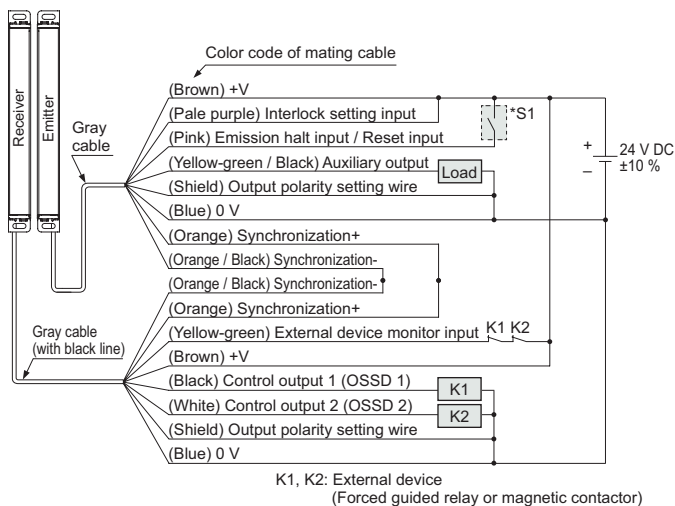 Color code of mating cable
Receiver
Emitter
Gray
cable
(Brown) +V
(Pale purple) Interlock setting input
*S1
(Pink) Emission halt input / Reset input
(Yellow-green / Black) Auxiliary output
Load
+
–
24 V DC
±10 %
(Shield) Output polarity setting wire
(Blue) 0 V
(Orange) Synchronization+
(Orange / Black) Synchronization-
(Orange / Black) Synchronization-
(Orange) Synchronization+
Gray cable
(with black line)
(Yellow-green) External device monitor input
K1 K2
(Brown) +V
(Black) Control output 1 (OSSD 1)
K1
(White) Control output 2 (OSSD 2)
K2
(Shield) Output polarity setting wire
(Blue) 0 V
K1, K2: External device
(Forced guided relay or magnetic contactor)